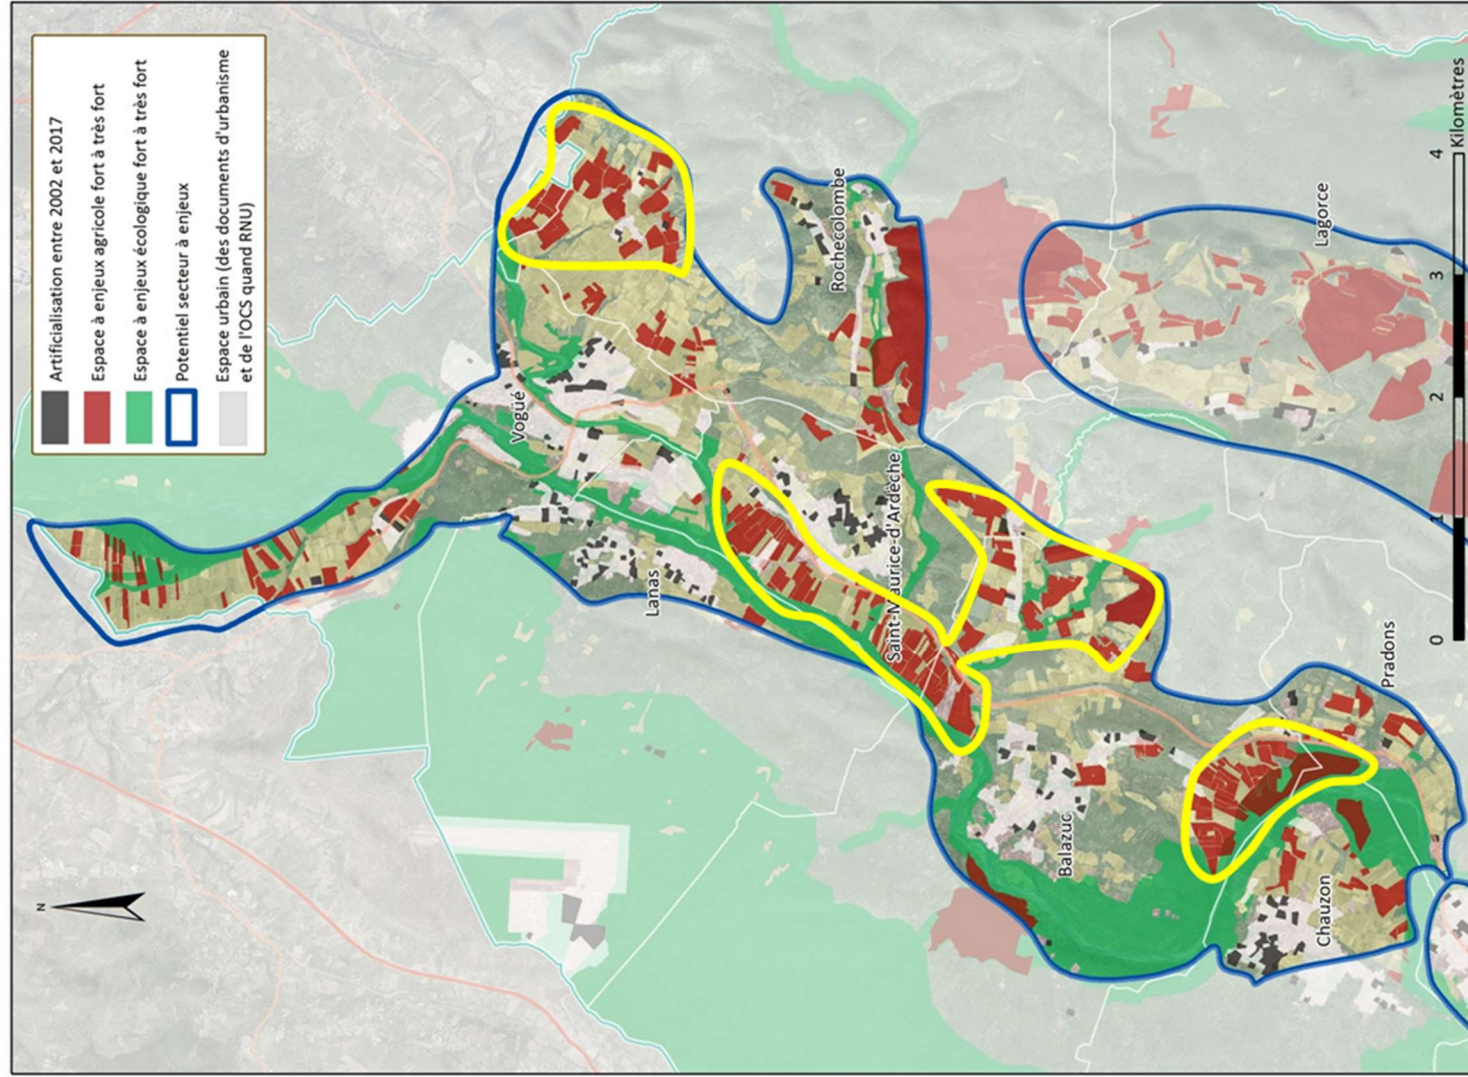 Artificialisation entre 2002 et 2017
Espace à enjeux agricole fort à très fort
Espace à enjeux écologique fort à très fort
Potentiel secteur à enjeux
Espace urbain (des documents d'urbanisme
et de l'OCS quand RNU)
N
Vogüé
Lanas
Rochecolombe
Saint-Maurice-d'Ardèche
Balazuc
Chauzon
Pradons
Lagorce
0 1 2 3 4
Kilomètres